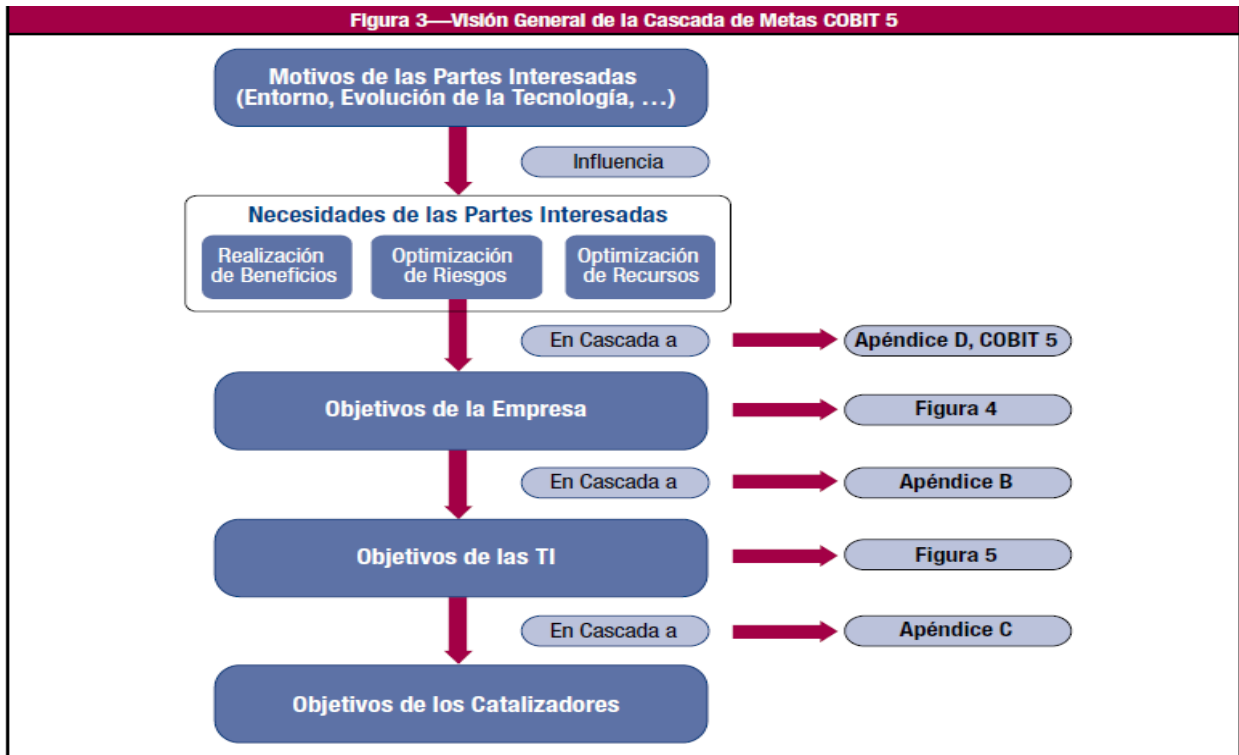 Figura 3—Visión General de la Cascada de Metas COBIT 5
Motivos de las Partes Interesadas
(Entorno, Evolución de la Tecnología, …)
Influencia
Necesidades de las Partes Interesadas
Realización
de Beneficios
Optimización
de Riesgos
Optimización
de Recursos
En Cascada a
Apéndice D, COBIT 5
Objetivos de la Empresa
Figura 4
En Cascada a
Apéndice B
Objetivos de las TI
Figura 5
En Cascada a
Apéndice C
Objetivos de los Catalizadores